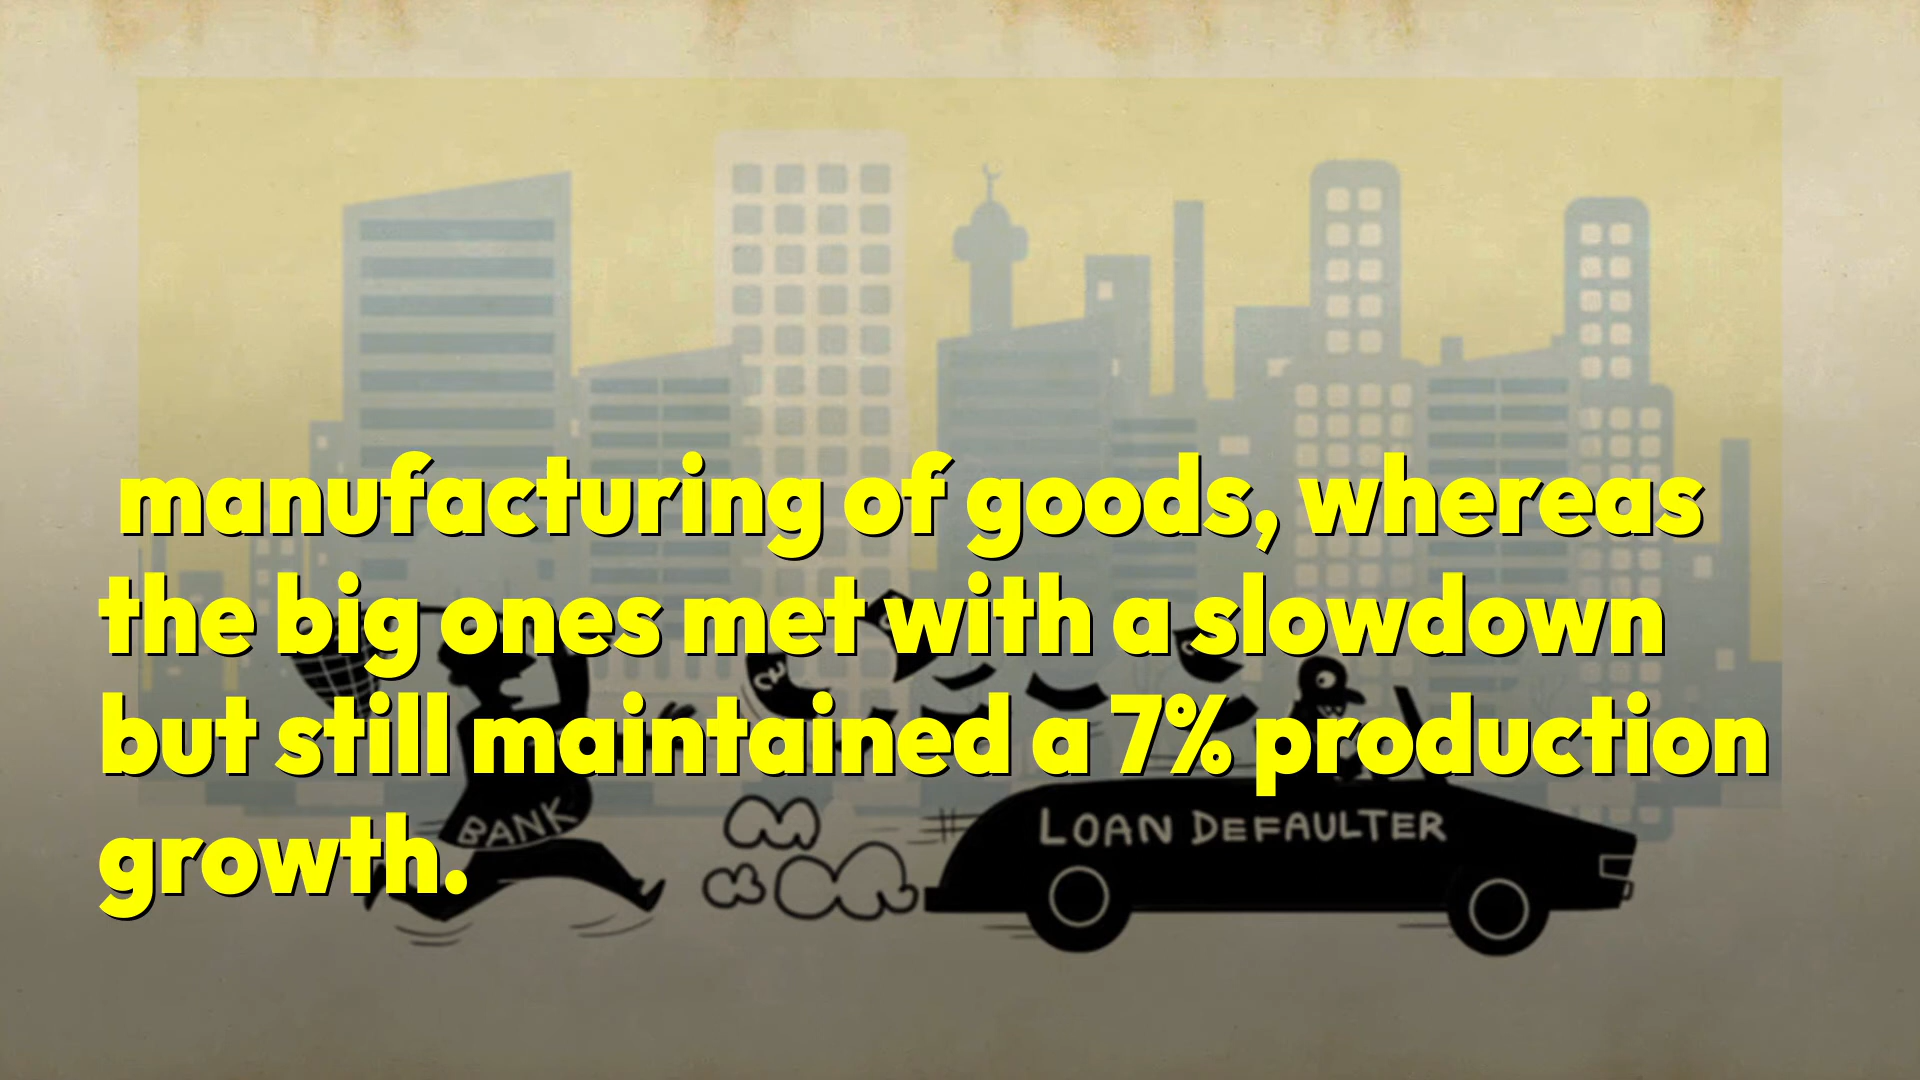 manufacturing of goods, whereas
the big ones met with a slowdown
but still maintained a 7% production
growth.
BANK
LOAN DEFAULTER